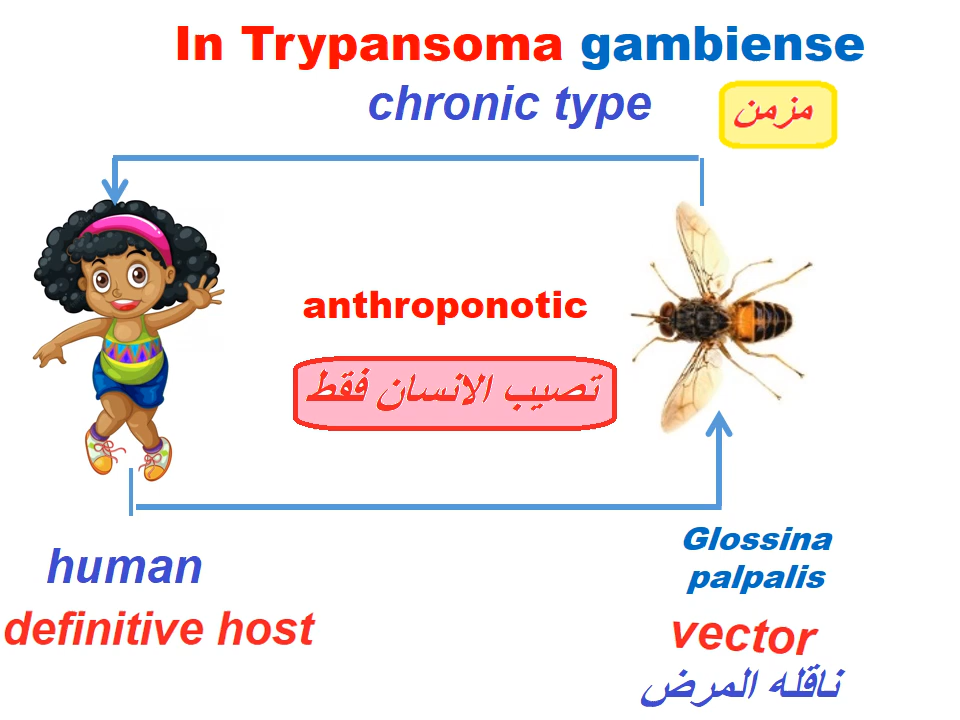 In Trypansoma gambiense
chronic type
مزمن
anthroponotic
تصيب الانسان فقط
human
definitive host
Glossina
palpalis
vector
ناقله المرض